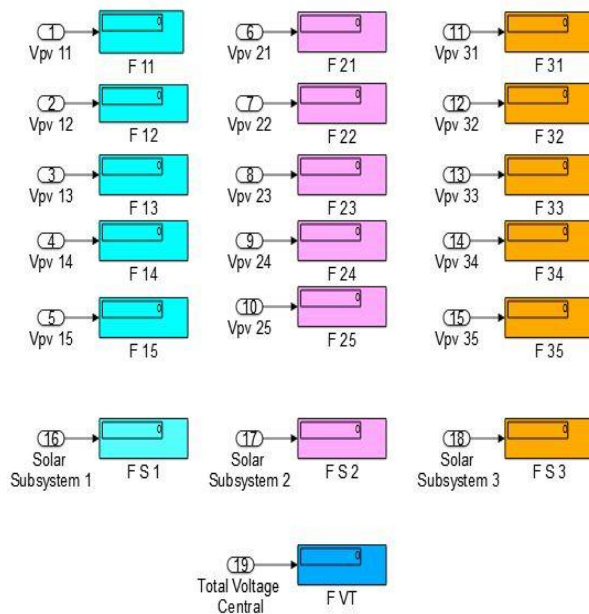 1 0 6 0 11 0
Vpv 11 F 11 Vpv 21 F 21 Vpv 31 F 31
2 0 7 0 12 0
Vpv 12 F 12 Vpv 22 F 22 Vpv 32 F 32
3 0 8 0 13 0
Vpv 13 F 13 Vpv 23 F 23 Vpv 33 F 33
4 0 9 0 14 0
Vpv 14 F 14 Vpv 24 F 24 Vpv 34 F 34
5 0 10 0 15 0
Vpv 15 F 15 Vpv 25 F 25 Vpv 35 F 35
16 0 17 0 18 0
Solar F S 1 Solar F S 2 Solar F S 3
Subsystem 1 Subsystem 2 Subsystem 3
19 0
Total Voltage F VT
Central